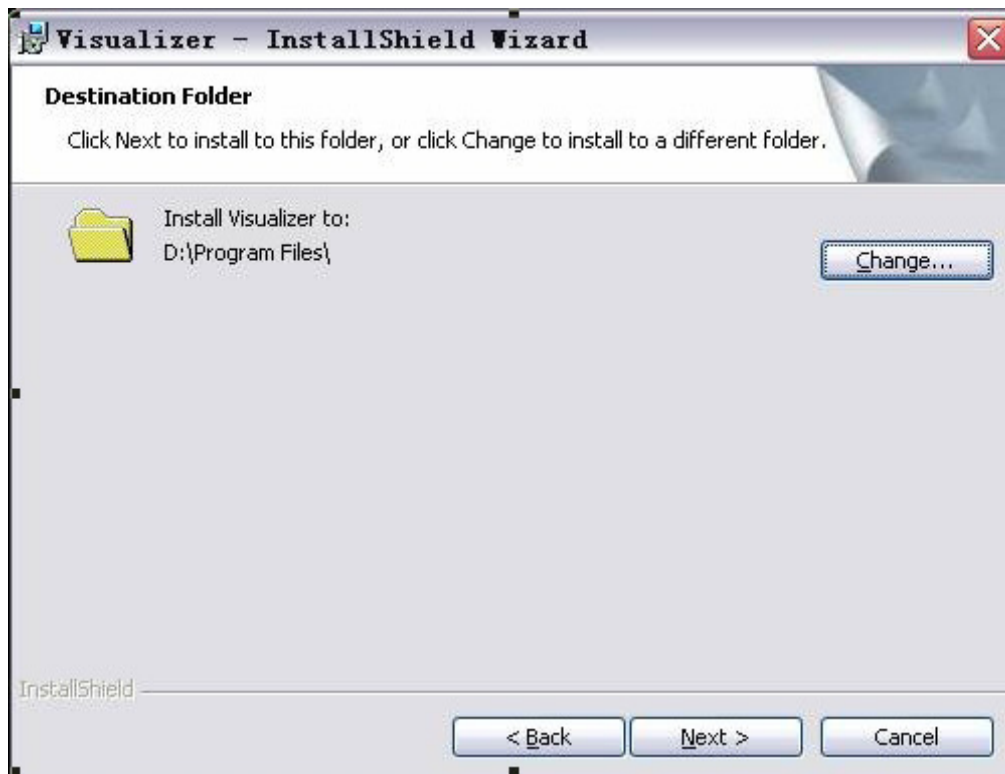 Visualizer - InstallShield Wizard
Destination Folder
Click Next to install to this folder, or click Change to install to a different folder.
Install Visualizer to:
D:\Program Files\
Change...
InstallShield
< Back
Next >
Cancel